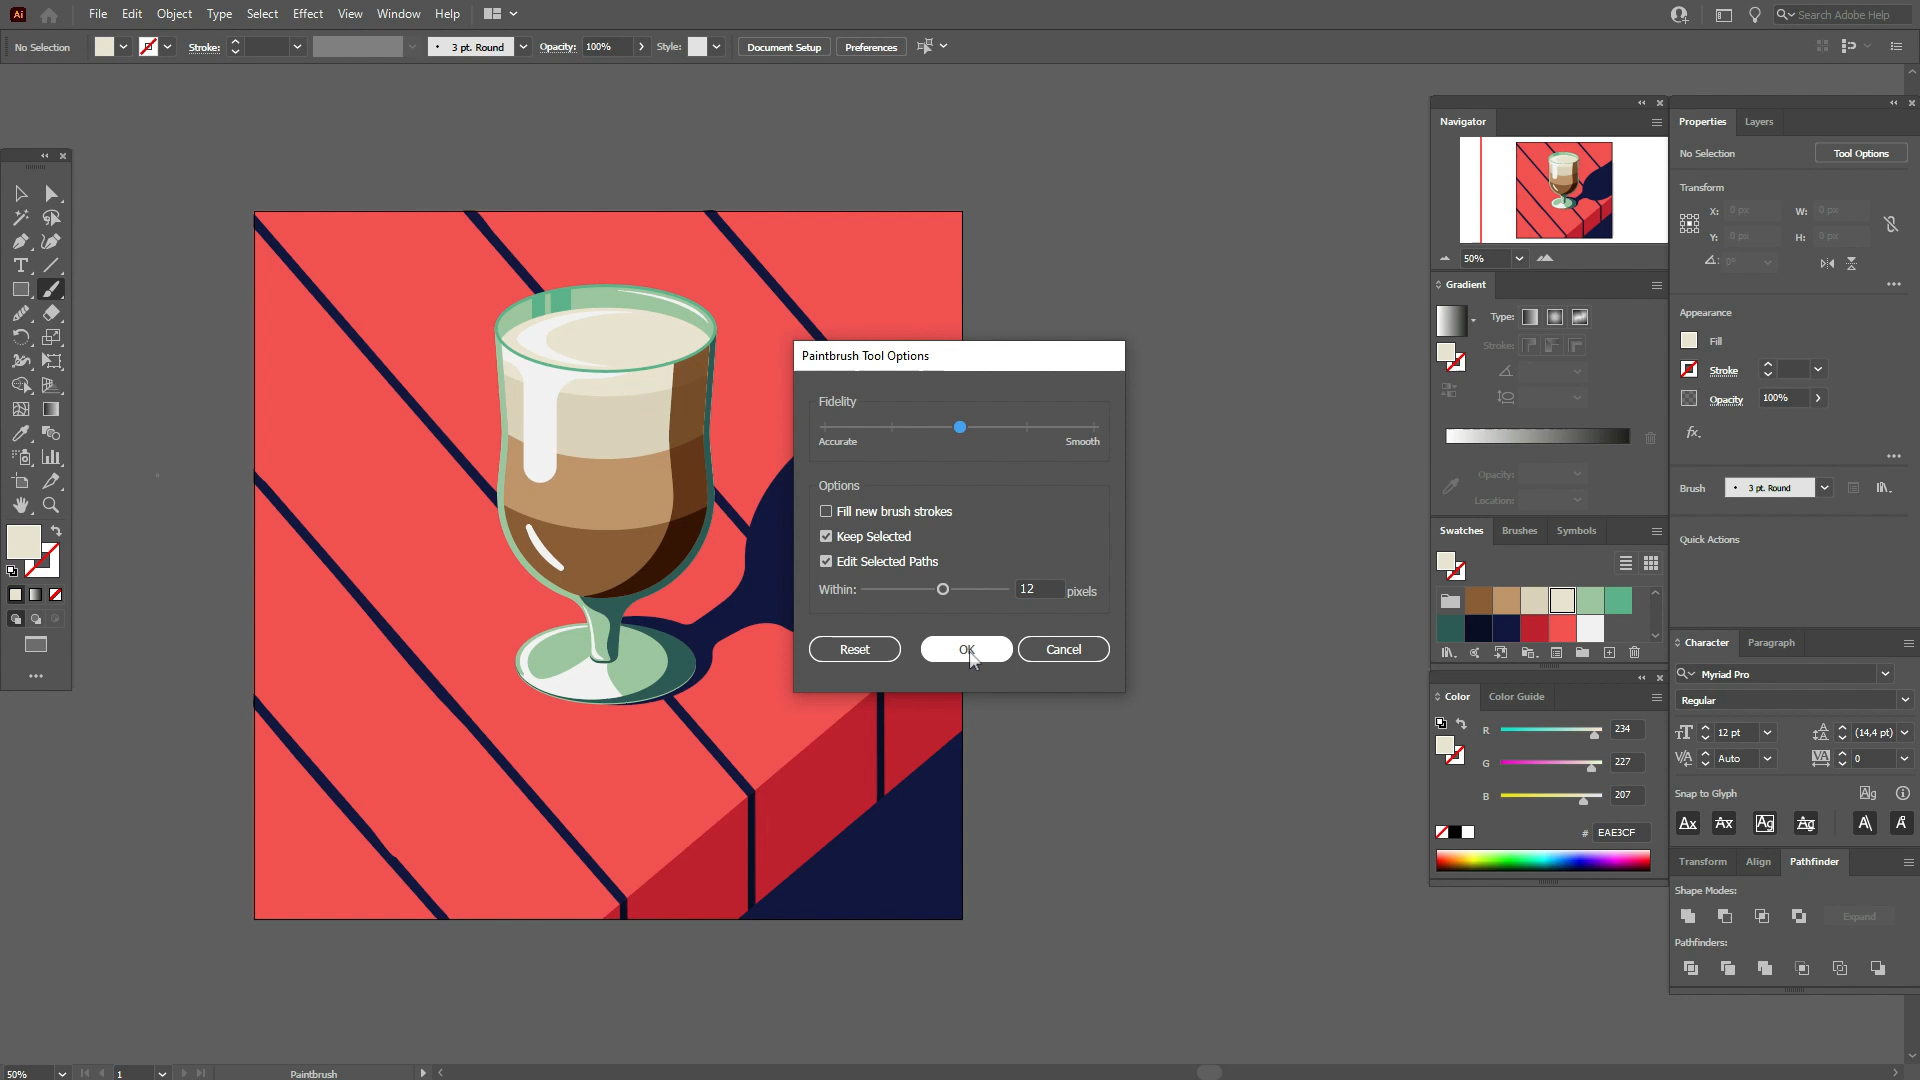 Ai File Edit Object Type Select Effect View Window Help Search Adobe Help
No Selection Stroke: 3 pt. Round Opacity: 100% Style: Document Setup Preferences
Navigator
50%
Gradient
Type:
Stroke:
Opacity:
Location:
Swatches Brushes Symbols
Color Color Guide
R 234
G 227
B 207
# EAE3CF
Properties Layers
No Selection Tool Options
Transform
X: 0 px W: 0 px
Y: 0 px H: 0 px
0°
Appearance
Fill
Stroke
Opacity 100%
fx.
Brush 3 pt. Round
Quick Actions
Character Paragraph
Myriad Pro
Regular
12 pt (14,4 pt)
Auto 0
Snap to Glyph
Transform Align Pathfinder
Shape Modes:
Expand
Pathfinders:
Paintbrush Tool Options
Fidelity
Accurate Smooth
Options
Fill new brush strokes
Keep Selected
Edit Selected Paths
Within: 12 pixels
Reset OK Cancel
50% 1 Paintbrush